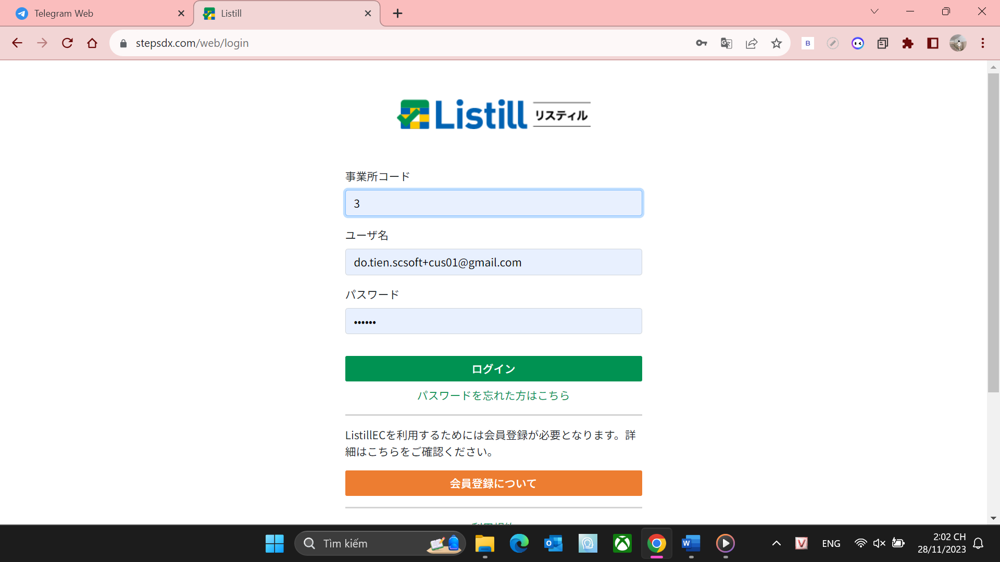 Telegram Web
Listill
stepsdx.com/web/login
B
Listill リスティル
事業所コード
3
ユーザ名
do.tien.scsoft+cus01@gmail.com
パスワード
••••••
ログイン
パスワードを忘れた方はこちら
ListillECを利用するためには会員登録が必要となります。詳
細はこちらをご確認ください。
会員登録について
利用規約
Tìm kiếm
ENG
2:02 CH
28/11/2023